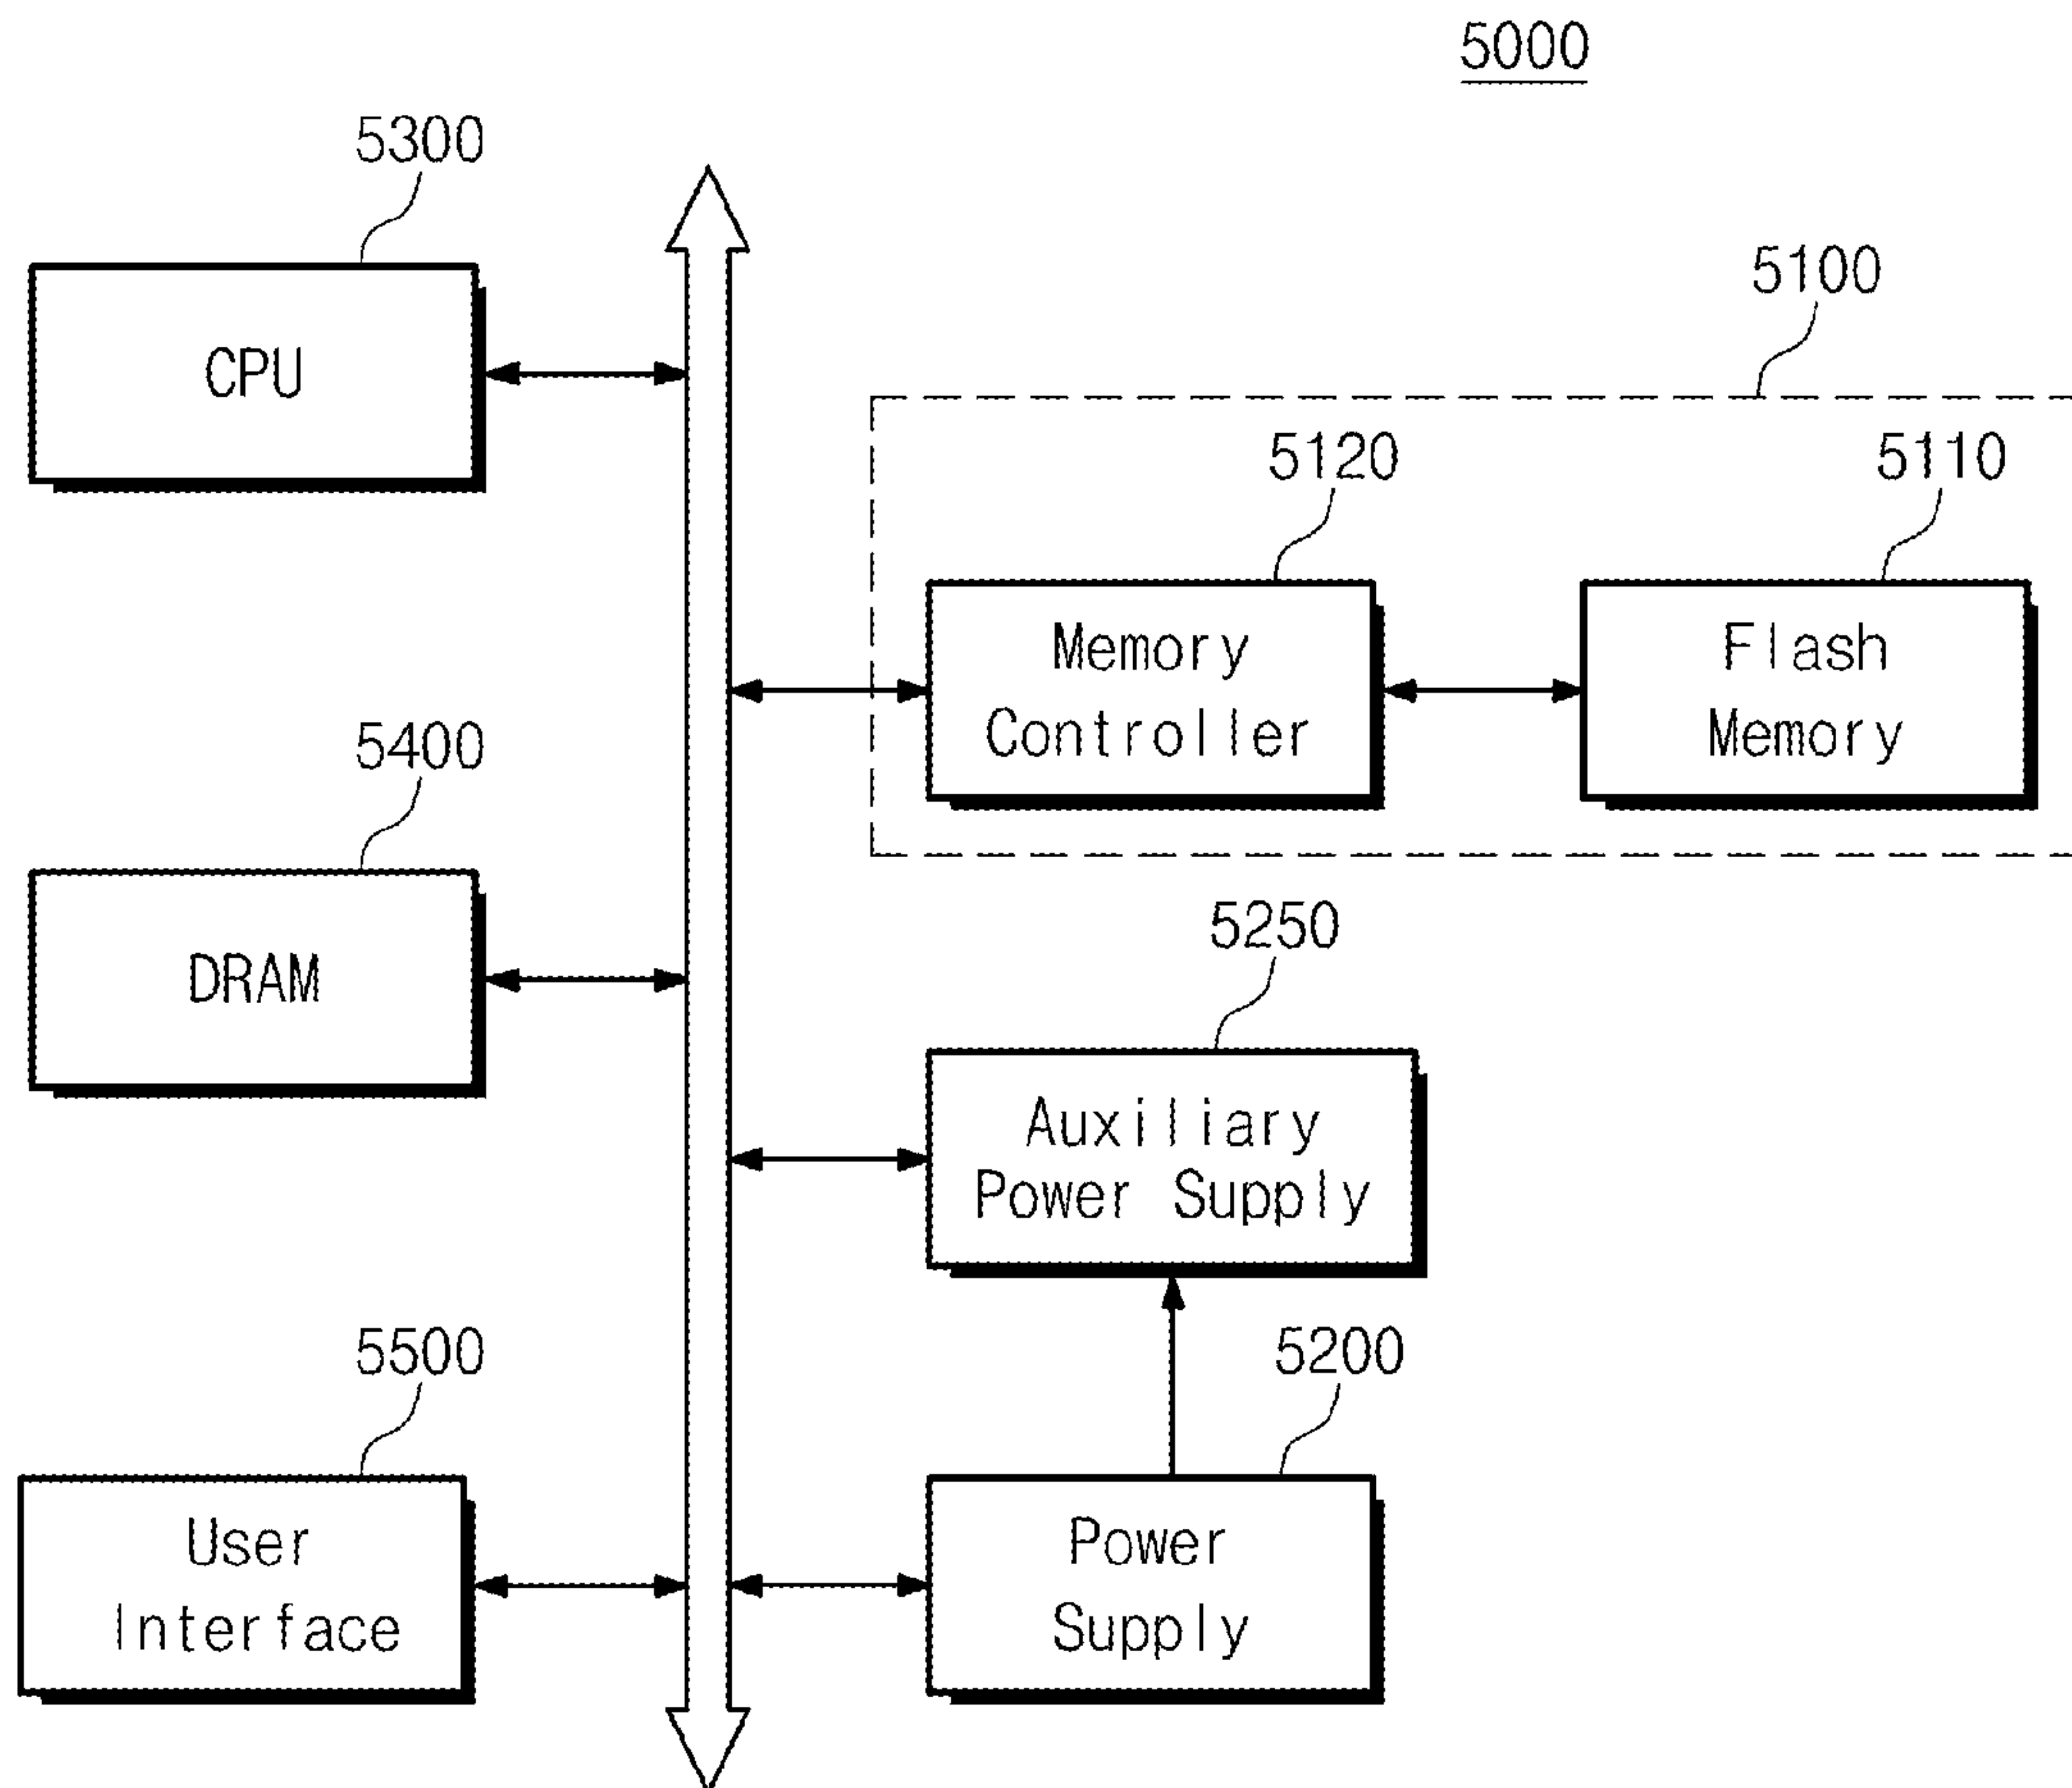 5000
5300
CPU
5100
5120
5110
Memory
Controller
Flash
Memory
5400
DRAM
5250
Auxiliary
Power Supply
5500
User
Interface
5200
Power
Supply